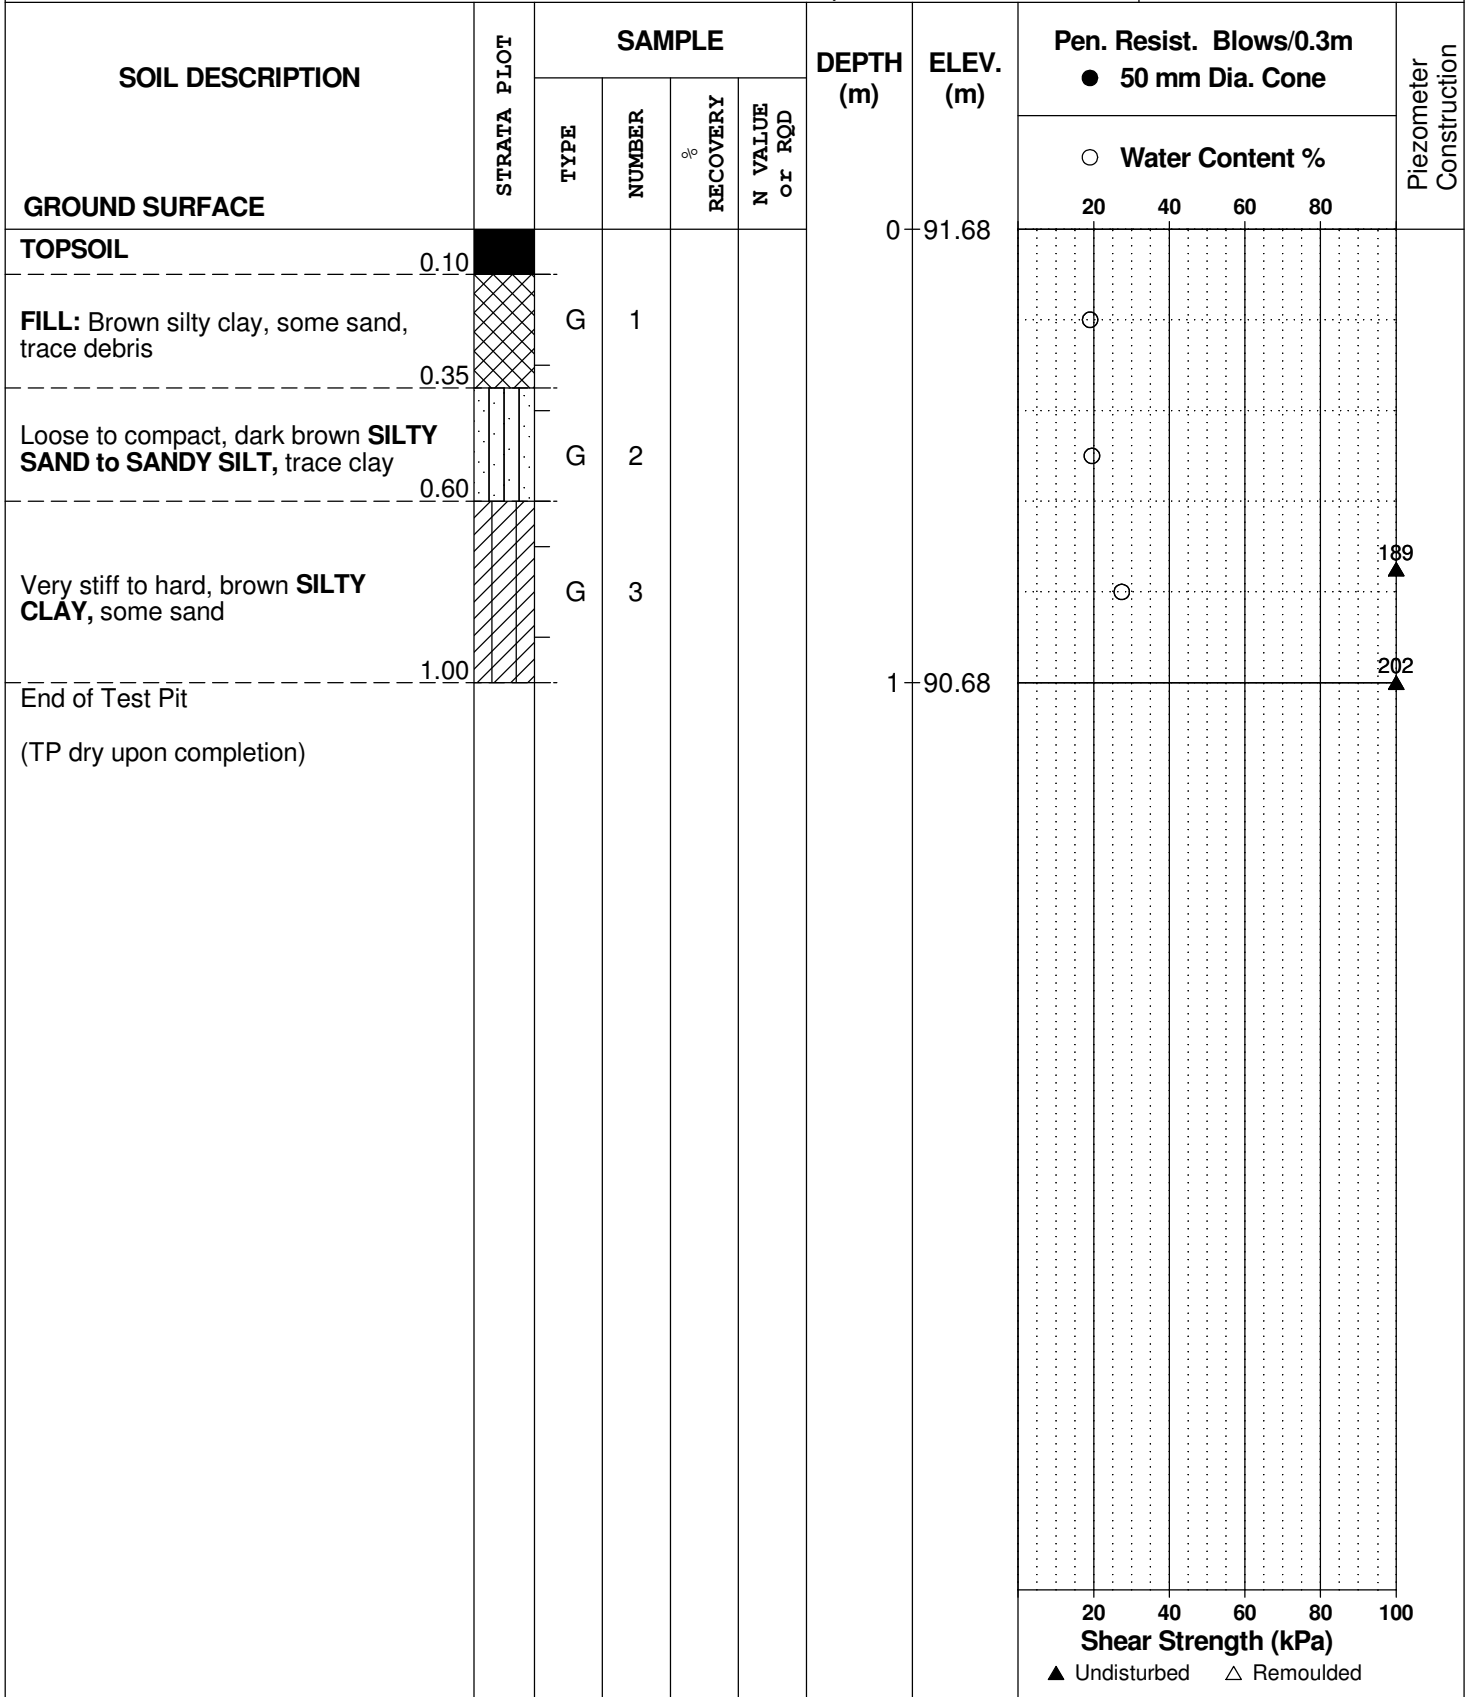 SOIL DESCRIPTION
GROUND SURFACE
STRATA PLOT
SAMPLE
TYPE
NUMBER
% RECOVERY
N VALUE
or RQD
DEPTH
(m)
ELEV.
(m)
Pen. Resist. Blows/0.3m
● 50 mm Dia. Cone
○ Water Content %
20 40 60 80
Piezometer
Construction
0 91.68
TOPSOIL
0.10
FILL: Brown silty clay, some sand,
trace debris
0.35
G 1
Loose to compact, dark brown SILTY
SAND to SANDY SILT, trace clay
0.60
G 2
189
Very stiff to hard, brown SILTY
CLAY, some sand
1.00
G 3
202
1 90.68
End of Test Pit
(TP dry upon completion)
20 40 60 80 100
Shear Strength (kPa)
▲ Undisturbed △ Remoulded